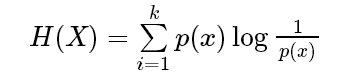 H(X) = \sum_{i=1}^{k} p(x) \log \frac{1}{p(x)}